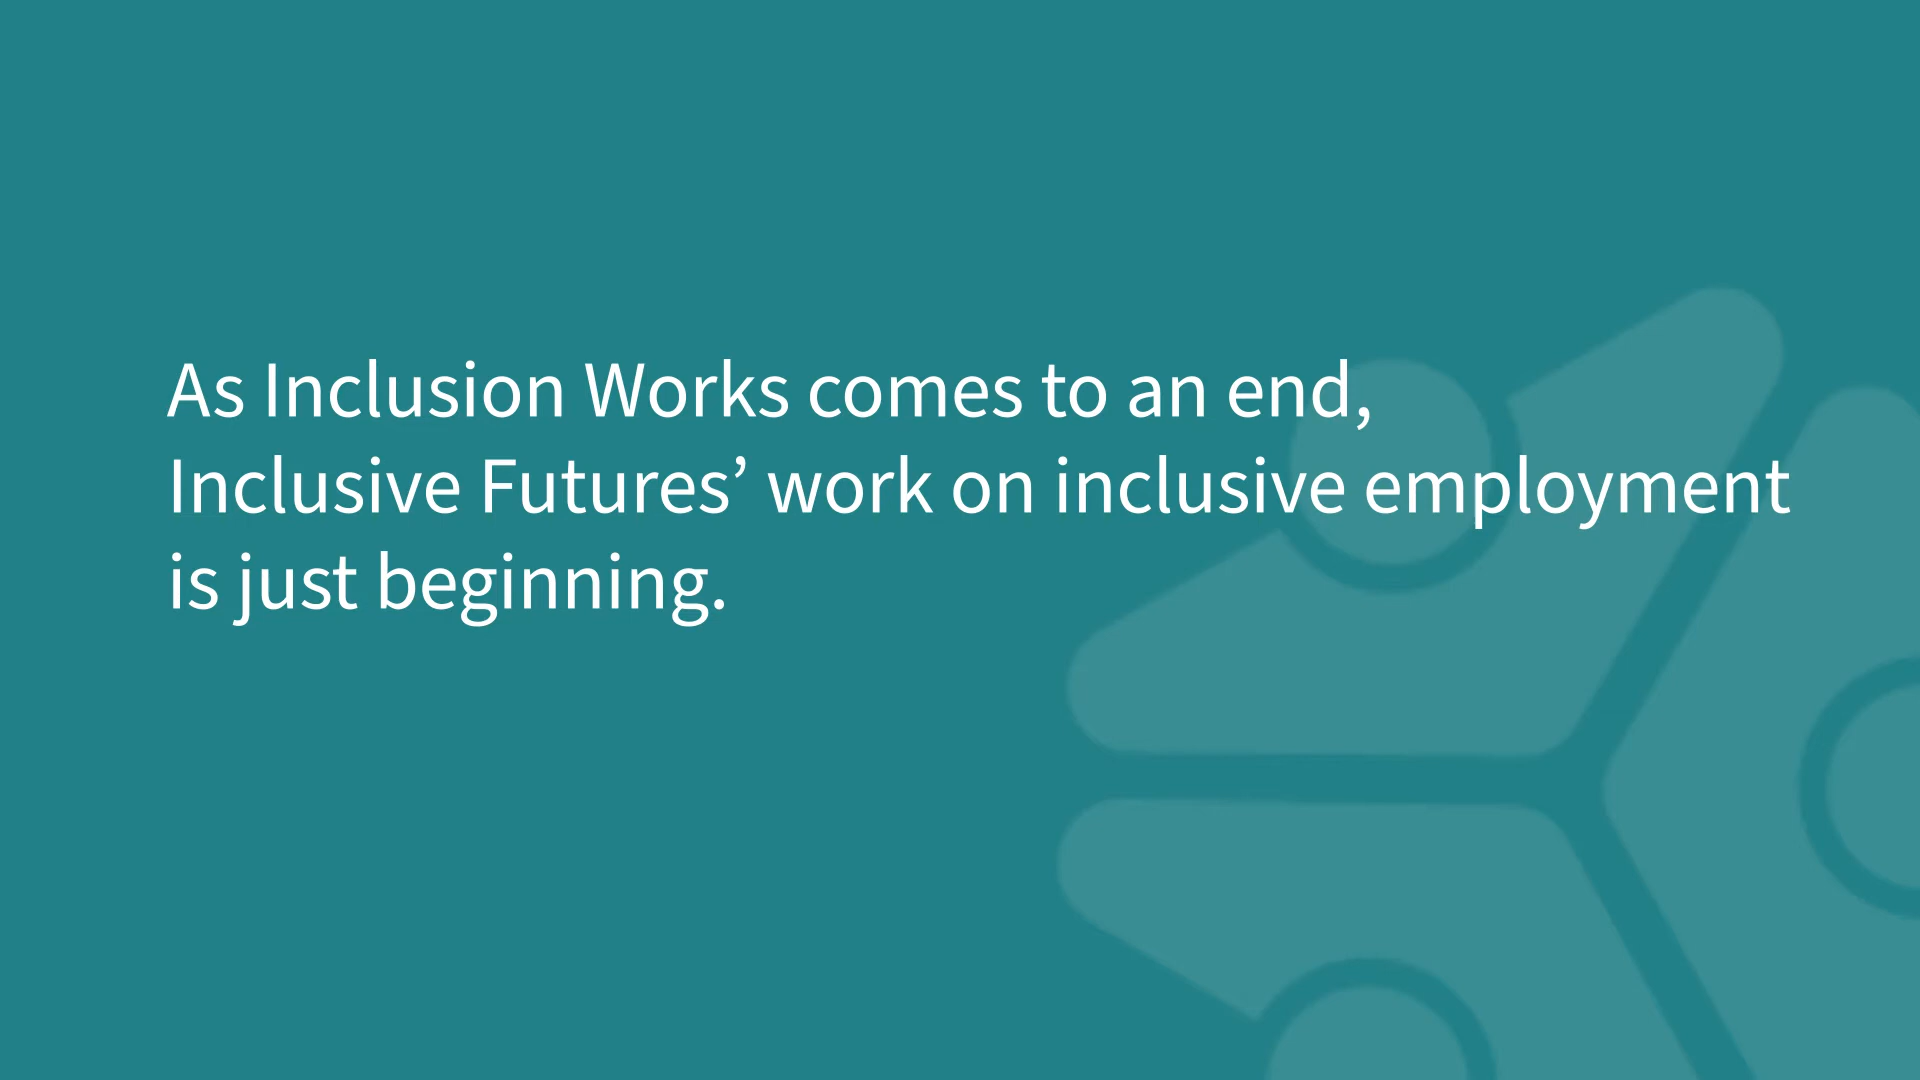 As Inclusion Works comes to an end,
Inclusive Futures’ work on inclusive employment
is just beginning.